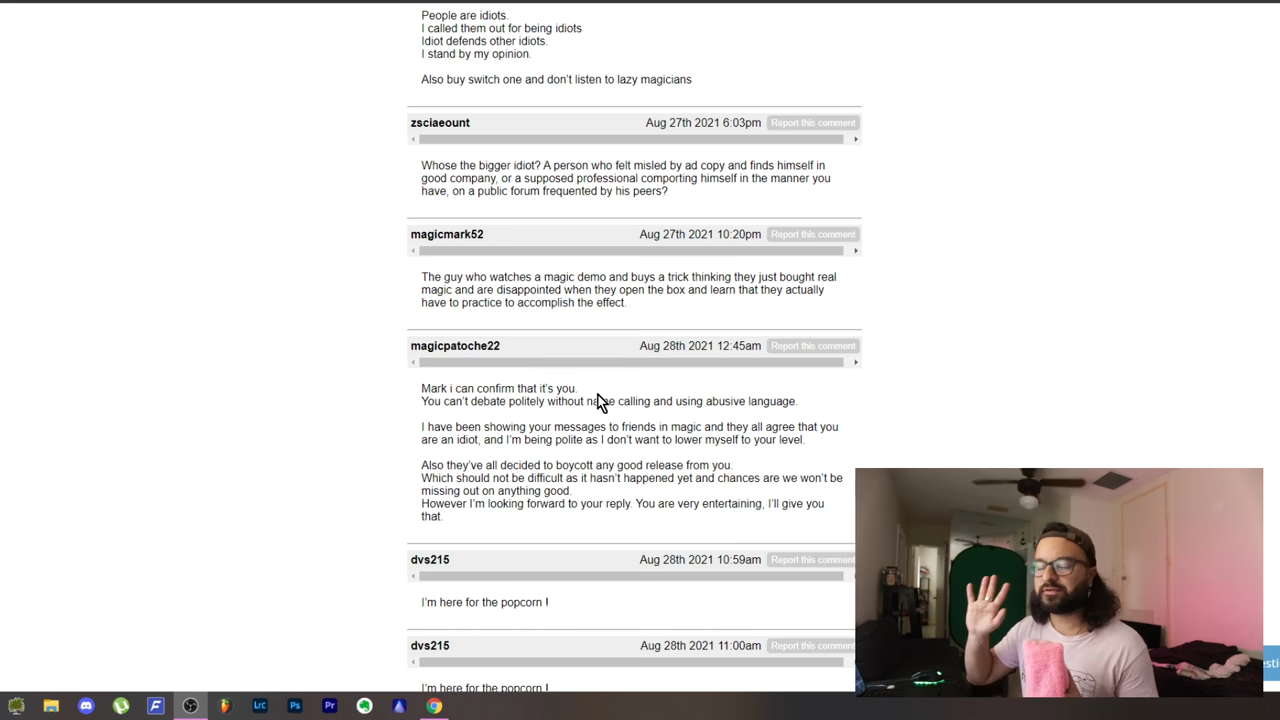 People are idiots.
I called them out for being idiots
Idiot defends other idiots.
I stand by my opinion.
Also buy switch one and don't listen to lazy magicians
zsciaeount Aug 27th 2021 6:03pm Report this comment
Whose the bigger idiot? A person who felt misled by ad copy and finds himself in
good company, or a supposed professional comporting himself in the manner you
have, on a public forum frequented by his peers?
magicmark52 Aug 27th 2021 10:20pm Report this comment
The guy who watches a magic demo and buys a trick thinking they just bought real
magic and are disappointed when they open the box and learn that they actually
have to practice to accomplish the effect.
magicpatoche22 Aug 28th 2021 12:45am Report this comment
Mark i can confirm that it's you.
You can't debate politely without name calling and using abusive language.
I have been showing your messages to friends in magic and they all agree that you
are an idiot, and I'm being polite as I don't want to lower myself to your level.
Also they've all decided to boycott any good release from you.
Which should not be difficult as it hasn't happened yet and chances are we won't be
missing out on anything good.
However I'm looking forward to your reply. You are very entertaining, I'll give you
that.
dvs215 Aug 28th 2021 10:59am Report this comment
I'm here for the popcorn !
dvs215 Aug 28th 2021 11:00am Report this comment
I'm here for the popcorn !
Lrc Ps Pr